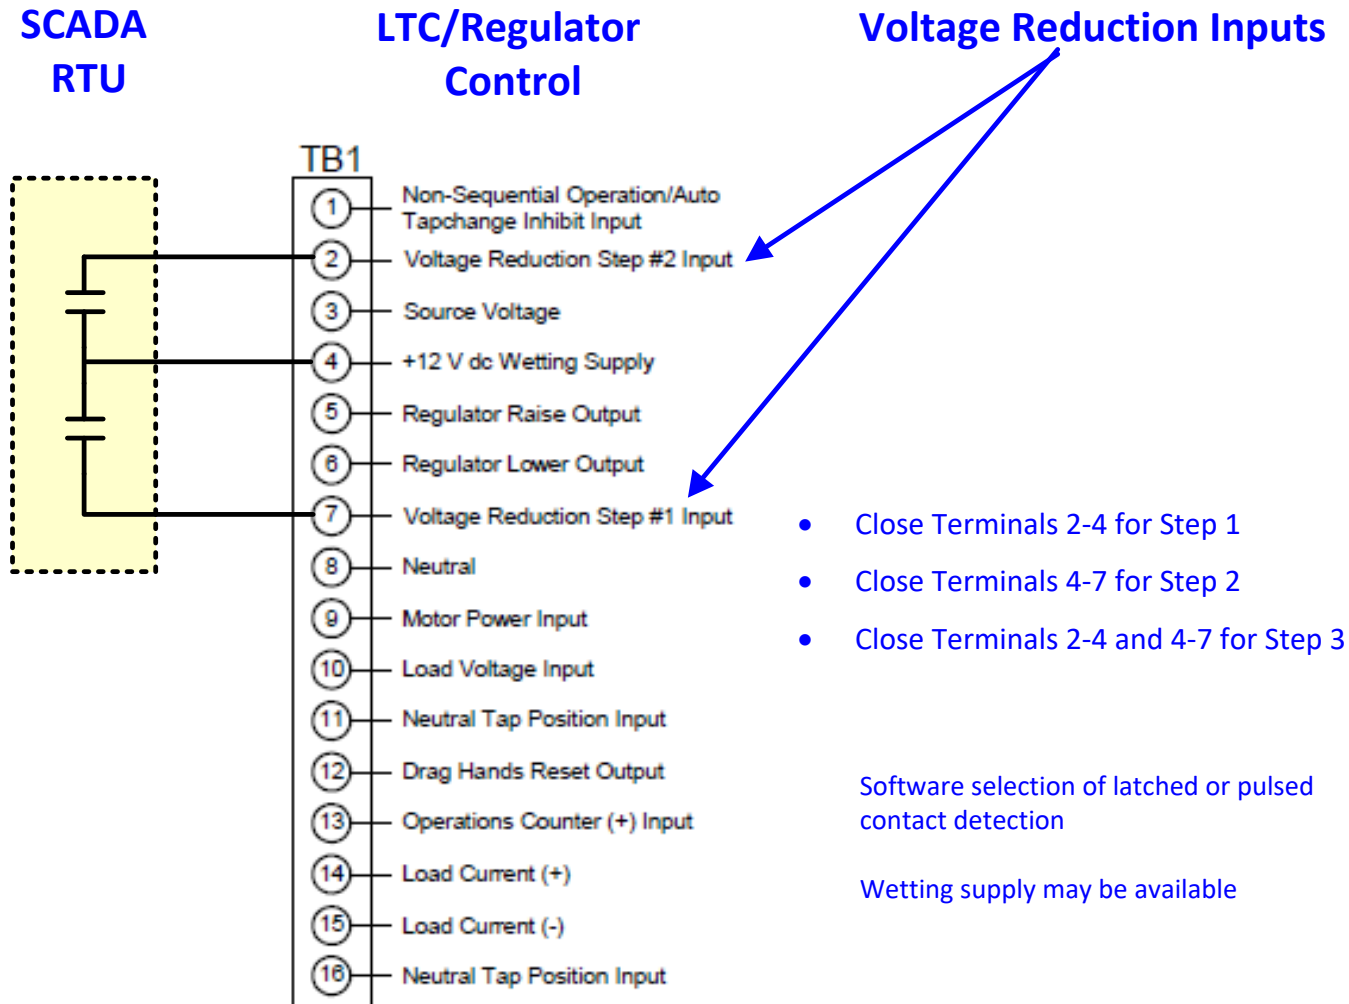 SCADA
RTU
LTC/Regulator
Control
Voltage Reduction Inputs
TB1
1 Non-Sequential Operation/Auto
Tapchange Inhibit Input
2 Voltage Reduction Step #2 Input
3 Source Voltage
4 +12 V dc Wetting Supply
5 Regulator Raise Output
6 Regulator Lower Output
7 Voltage Reduction Step #1 Input
8 Neutral
9 Motor Power Input
10 Load Voltage Input
11 Neutral Tap Position Input
12 Drag Hands Reset Output
13 Operations Counter (+) Input
14 Load Current (+)
15 Load Current (-)
16 Neutral Tap Position Input
• Close Terminals 2-4 for Step 1
• Close Terminals 4-7 for Step 2
• Close Terminals 2-4 and 4-7 for Step 3
Software selection of latched or pulsed
contact detection
Wetting supply may be available